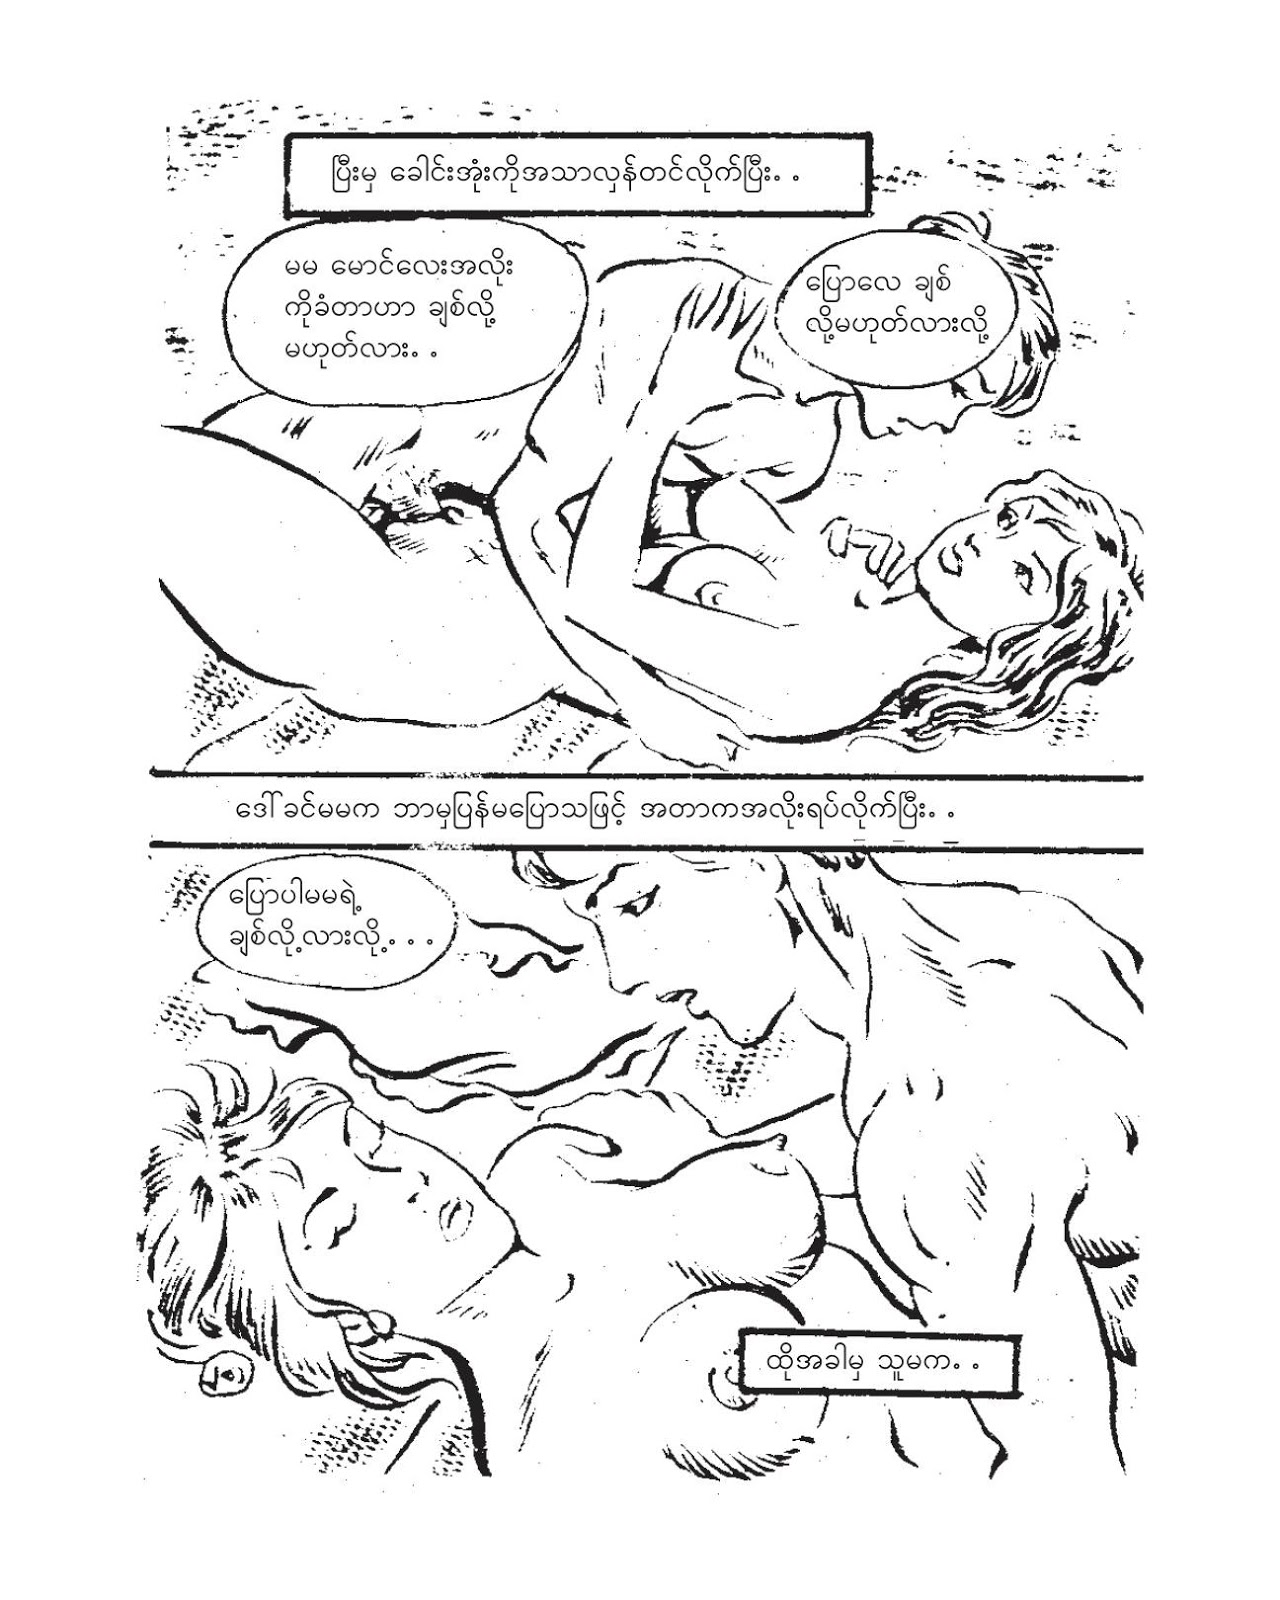 ပြီးမှ ခေါင်းအုံးကိုအသာလှန်တင်လိုက်ပြီး. .
မမ မောင်လေးအလိုး
ကိုခံတာဟာ ချစ်လို့
မဟုတ်လား. .
ပြောလေ ချစ်
လို့မဟုတ်လားလို့
ဒေါ်ခင်မမက ဘာမှပြန်မပြောသဖြင့် အတာကအလိုးရပ်လိုက်ပြီး. .
ပြောပါမမရဲ့
ချစ်လို့လားလို့. . .
ထိုအခါမှ သူမက. .